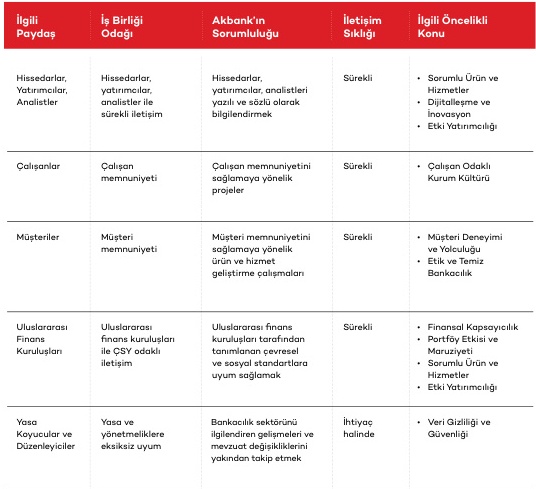 İlgili
Paydaş
İş Birliği
Odağı
Akbank'ın
Sorumluluğu
İletişim
Sıklığı
İlgili Öncelikli
Konu
Hissedarlar,
Yatırımcılar,
Analistler
Hissedarlar,
yatırımcılar,
analistler ile
sürekli iletişim
Hissedarlar,
yatırımcılar, analistleri
yazılı ve sözlü olarak
bilgilendirmek
Sürekli
• Sorumlu Ürün ve
Hizmetler
• Dijitalleşme ve
İnovasyon
• Etki Yatırımcılığı
Çalışanlar
Çalışan
memnuniyeti
Çalışan memnuniyetini
sağlamaya yönelik
projeler
Sürekli
• Çalışan Odaklı
Kurum Kültürü
Müşteriler
Müşteri
memnuniyeti
Müşteri memnuniyetini
sağlamaya yönelik
ürün ve hizmet
geliştirme çalışmaları
Sürekli
• Müşteri Deneyimi
ve Yolculuğu
• Etik ve Temiz
Bankacılık
Uluslararası
Finans
Kuruluşları
Uluslararası
finans kuruluşları
ile ÇSY odaklı
iletişim
Uluslararası finans
kuruluşları tarafından
tanımlanan çevresel
ve sosyal standartlara
uyum sağlamak
Sürekli
• Finansal Kapsayıcılık
• Portföy Etkisi ve
Maruziyeti
• Sorumlu Ürün ve
Hizmetler
• Etki Yatırımcılığı
Yasa
Koyucular ve
Düzenleyiciler
Yasa ve
yönetmeliklere
eksiksiz uyum
Bankacılık sektörünü
ilgilendiren gelişmeleri ve
mevzuat değişikliklerini
yakından takip etmek
İhtiyaç
halinde
• Veri Gizliliği ve
Güvenliği